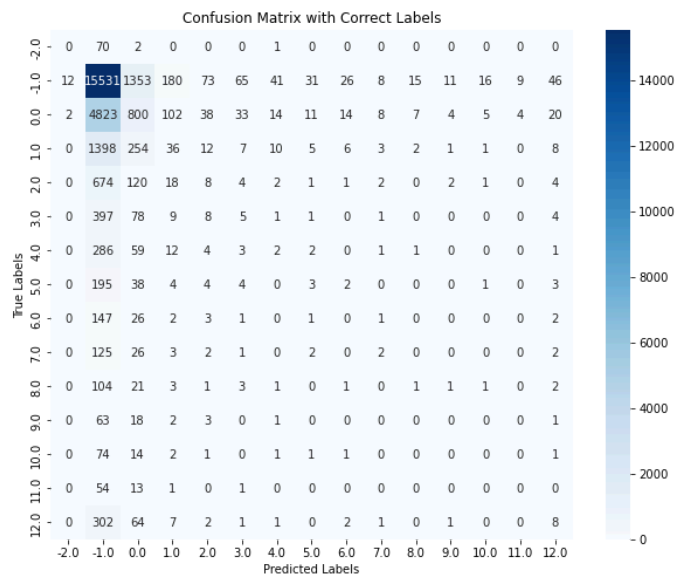 Confusion Matrix with Correct Labels
-2.0 0 70 2 0 0 0 1 0 0 0 0 0 0 0 0
-1.0 12 15531 1353 180 73 65 41 31 26 8 15 11 16 9 46
0.0 2 4823 800 102 38 33 14 11 14 8 7 4 5 4 20
1.0 0 1398 254 36 12 7 10 5 6 3 2 1 1 0 8
2.0 0 674 120 18 8 4 2 1 1 2 0 2 1 0 4
3.0 0 397 78 9 8 5 1 1 0 1 0 0 0 0 4
4.0 0 286 59 12 4 3 2 2 0 1 1 0 0 0 1
5.0 0 195 38 4 4 4 0 3 2 0 0 0 1 0 3
6.0 0 147 26 2 3 1 0 1 0 1 0 0 0 0 2
7.0 0 125 26 3 2 1 0 2 0 2 0 0 0 0 2
8.0 0 104 21 3 1 3 1 0 1 0 1 1 1 0 2
9.0 0 63 18 2 3 0 1 0 0 0 0 0 0 0 1
10.0 0 74 14 2 1 0 1 1 1 0 0 0 0 0 1
11.0 0 54 13 1 0 1 0 0 0 0 0 0 0 0 0
12.0 0 302 64 7 2 1 1 0 2 1 0 1 0 0 8
-2.0 -1.0 0.0 1.0 2.0 3.0 4.0 5.0 6.0 7.0 8.0 9.0 10.0 11.0 12.0
Predicted Labels
True Labels
14000
12000
10000
8000
6000
4000
2000
0